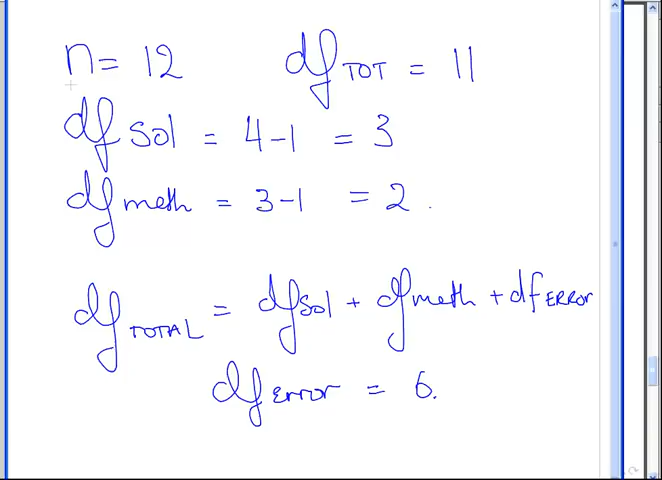 n = 12 df TOT = 11
df Sol = 4-1 = 3
df meth = 3-1 = 2.
df TOTAL = df Sol + df meth + df ERROR
df Error = 6.